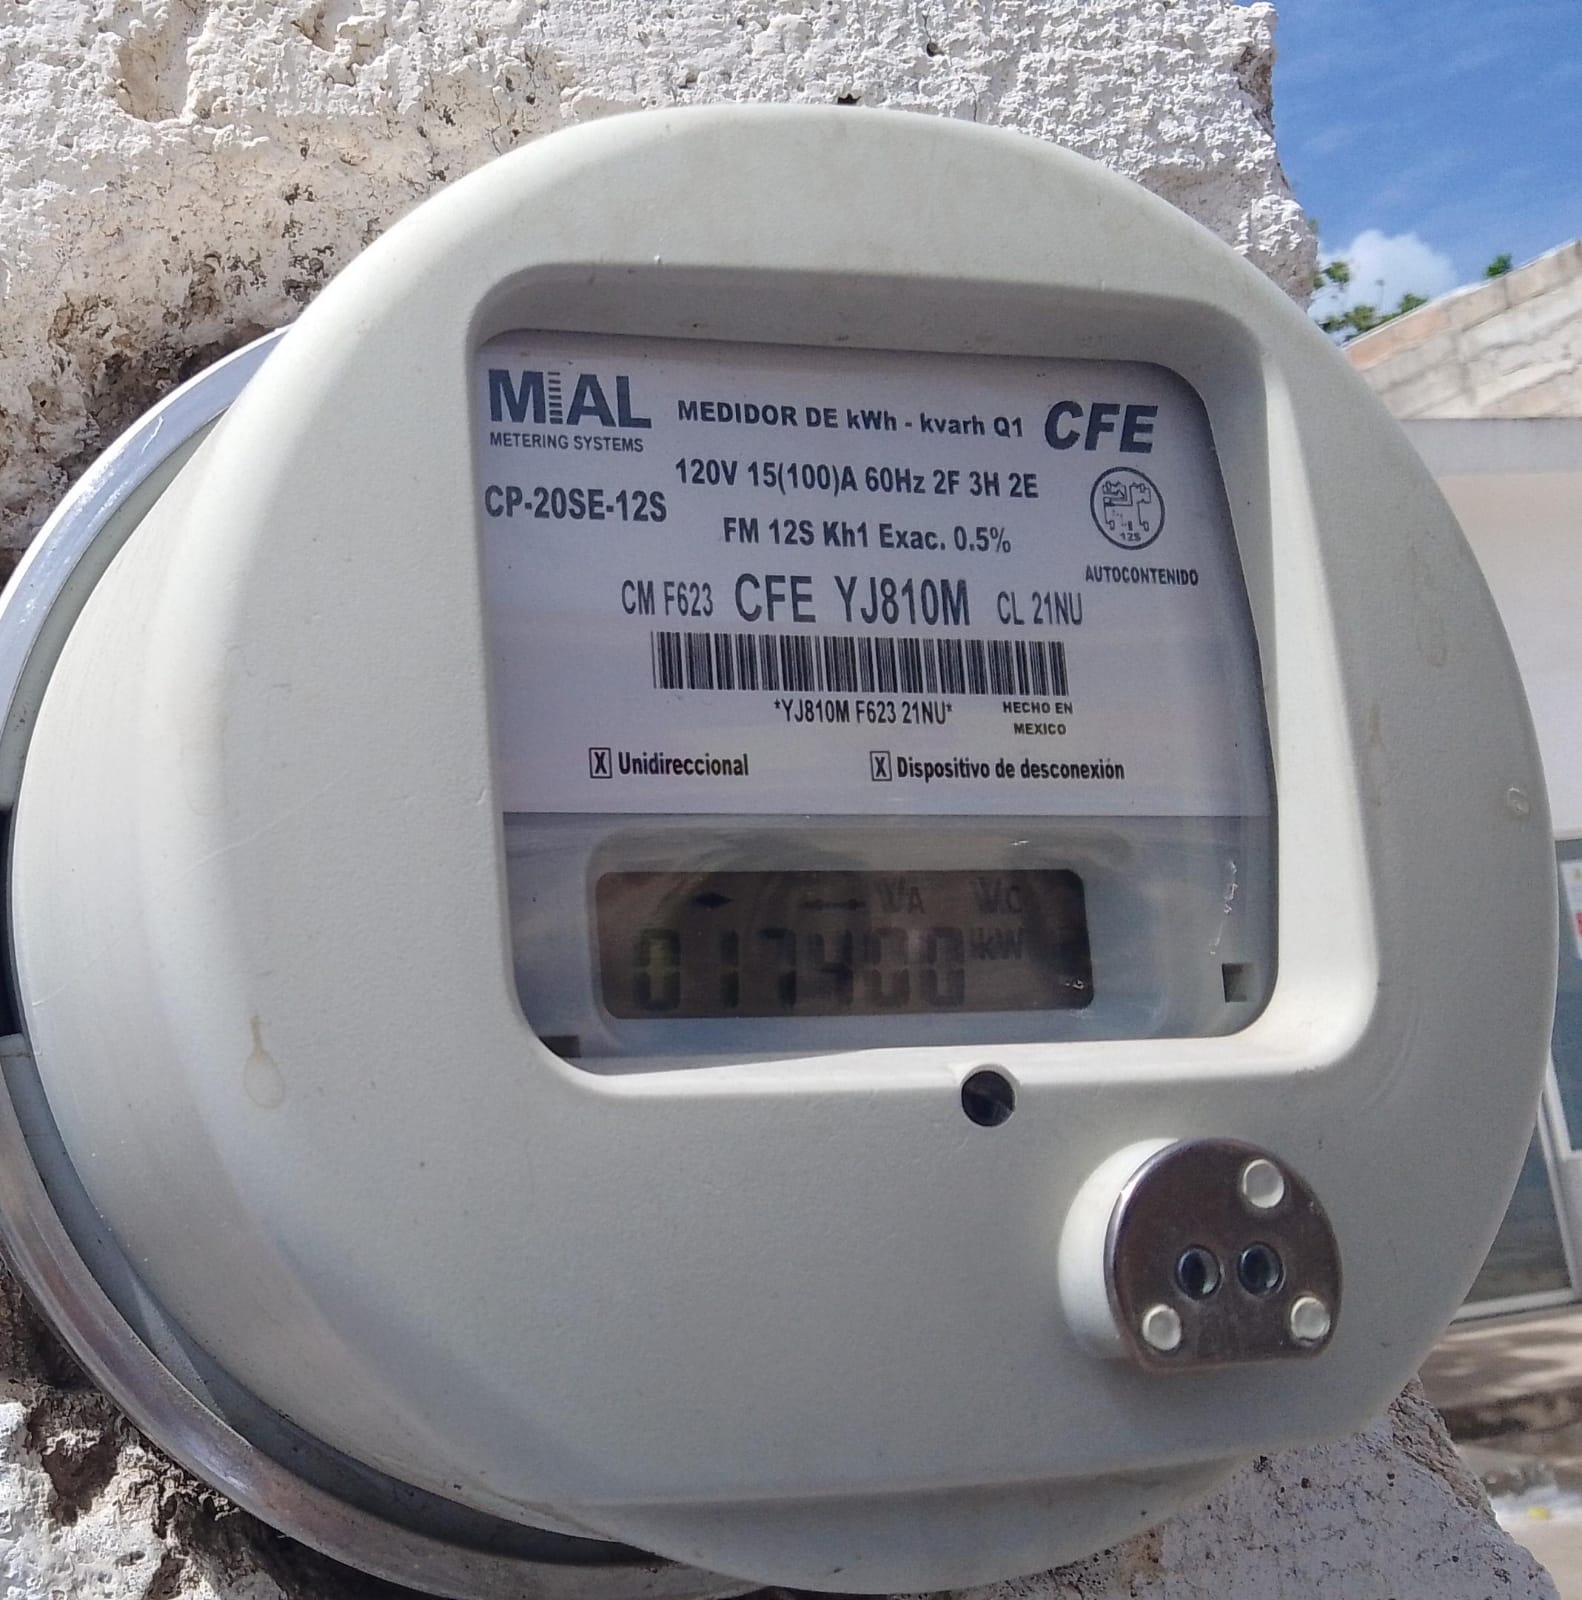 MIAL
METERING SYSTEMS
MEDIDOR DE kWh - kvarh Q1
CFE
120V 15(100)A 60Hz 2F 3H 2E
CP-20SE-12S
FM 12S Kh1 Exac. 0.5%
12S
AUTOCONTENIDO
CM F623 CFE YJ810M CL 21NU
*YJ810M F623 21NU*
HECHO EN
MEXICO
X Unidireccional
X Dispositivo de desconexión
017400